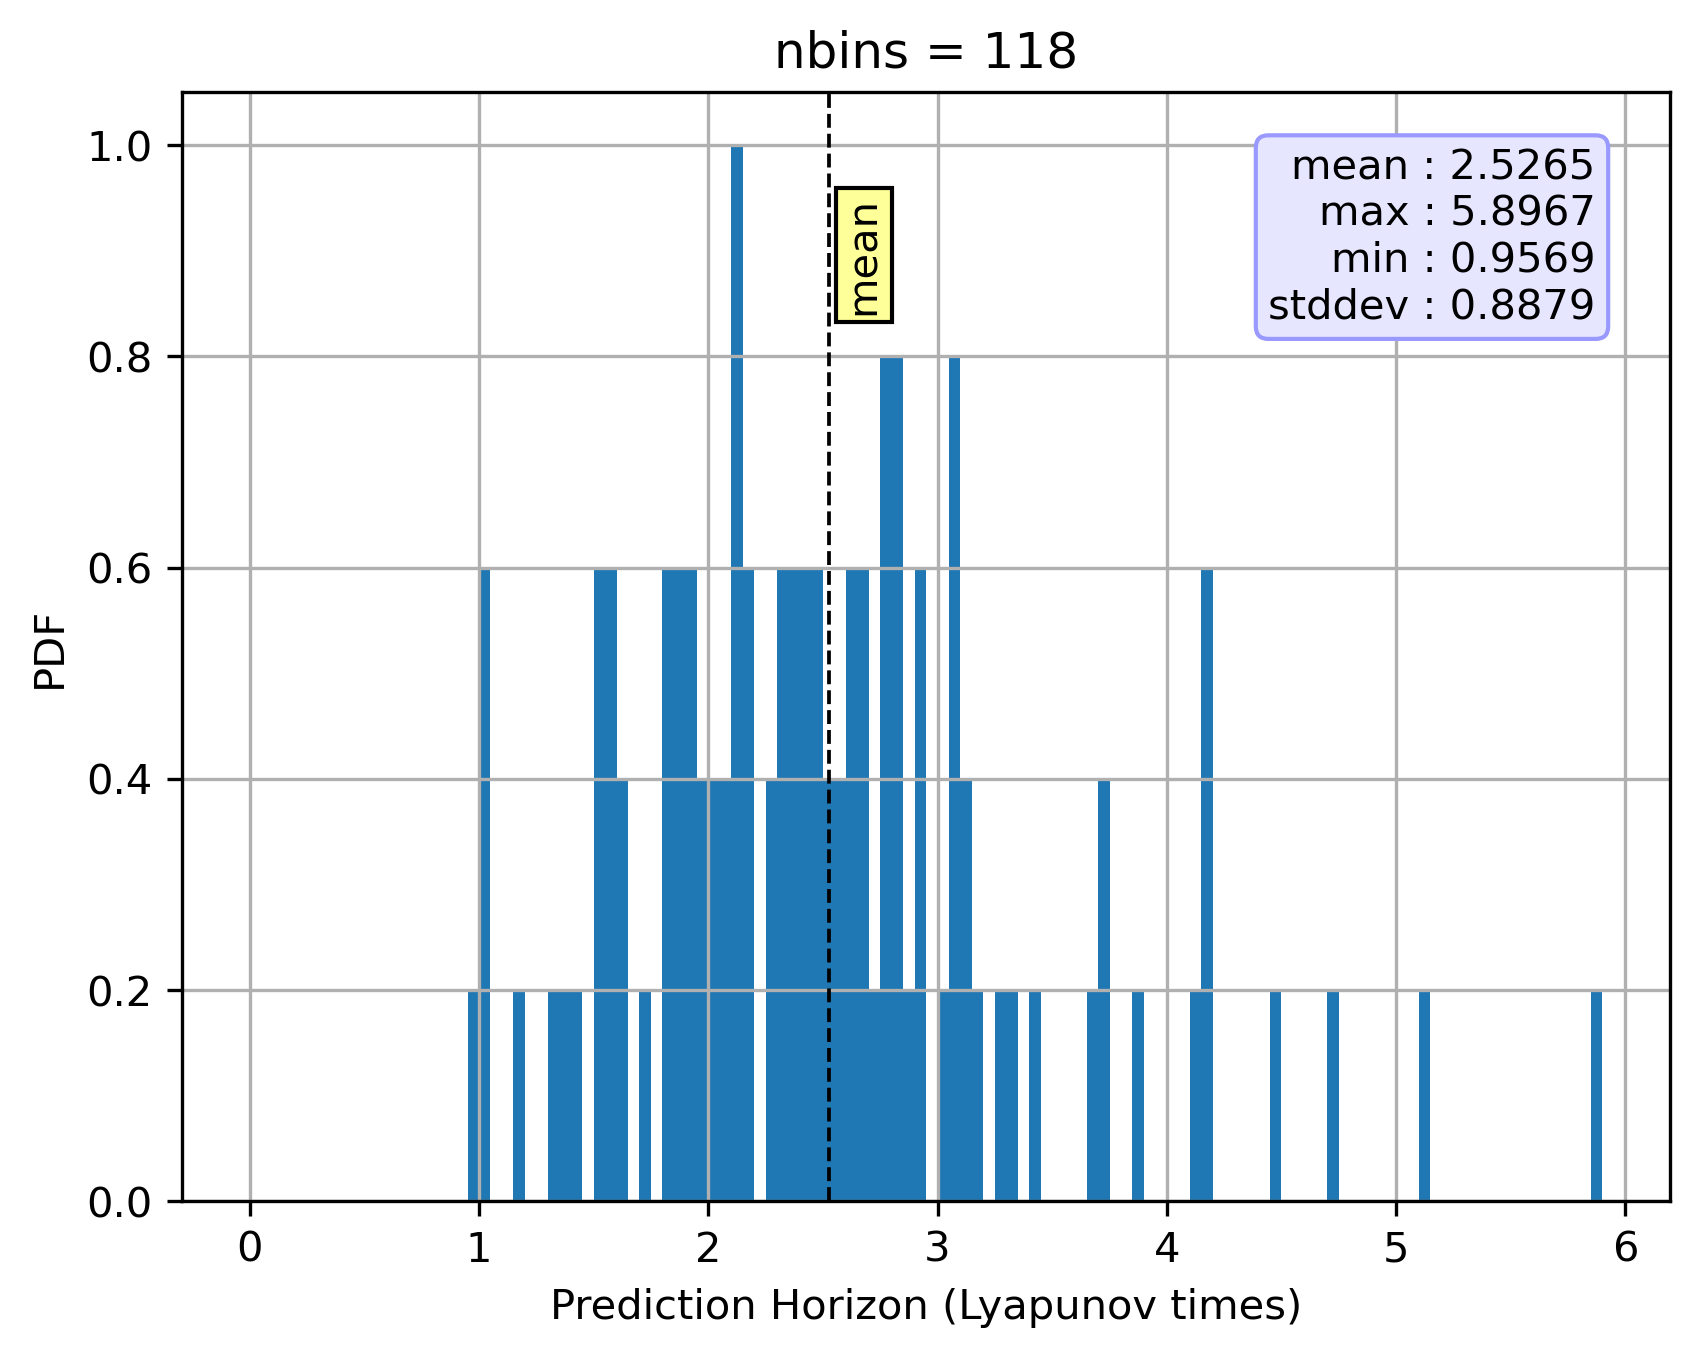 nbins = 118
1.0
0.8
0.6
0.4
0.2
0.0
PDF
mean
mean : 2.5265
max : 5.8967
min : 0.9569
stddev : 0.8879
0 1 2 3 4 5 6
Prediction Horizon (Lyapunov times)